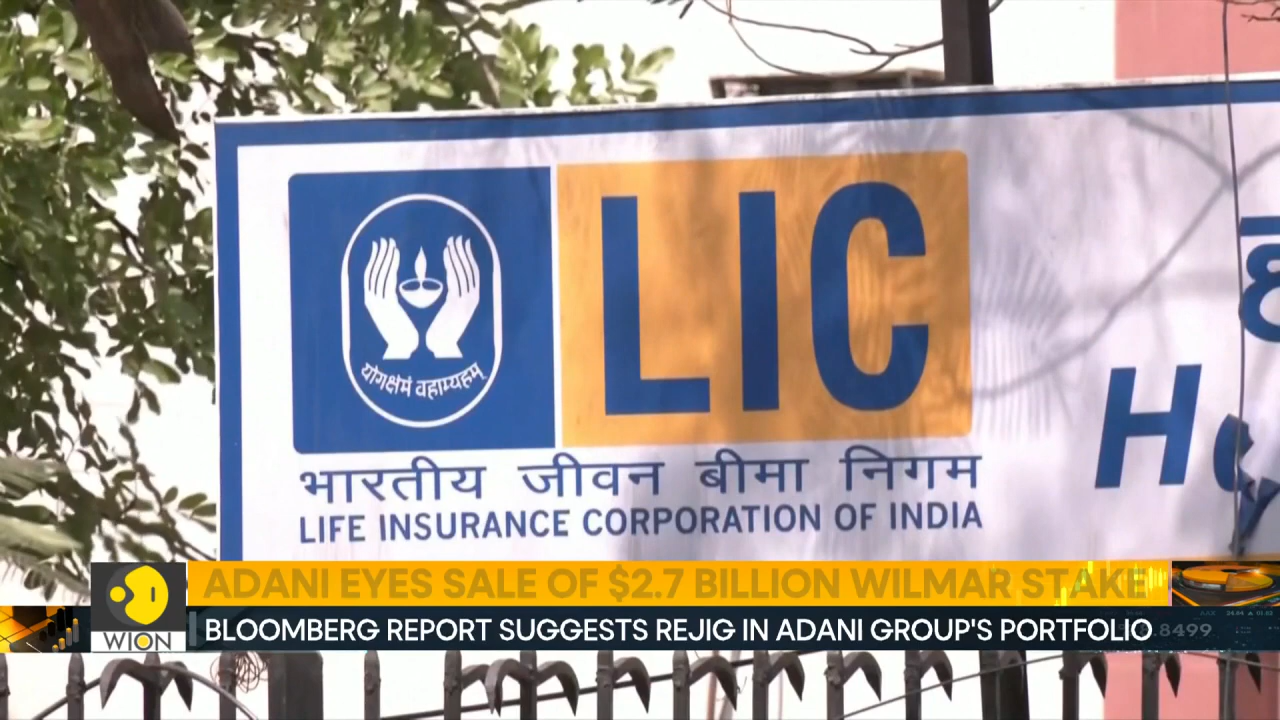 LIC
योगक्षेमं वहाम्यहम्
भारतीय जीवन बीमा निगम
LIFE INSURANCE CORPORATION OF INDIA
ADANI EYES SALE OF $2.7 BILLION WILMAR STAKE
BLOOMBERG REPORT SUGGESTS REJIG IN ADANI GROUP'S PORTFOLIO
WION